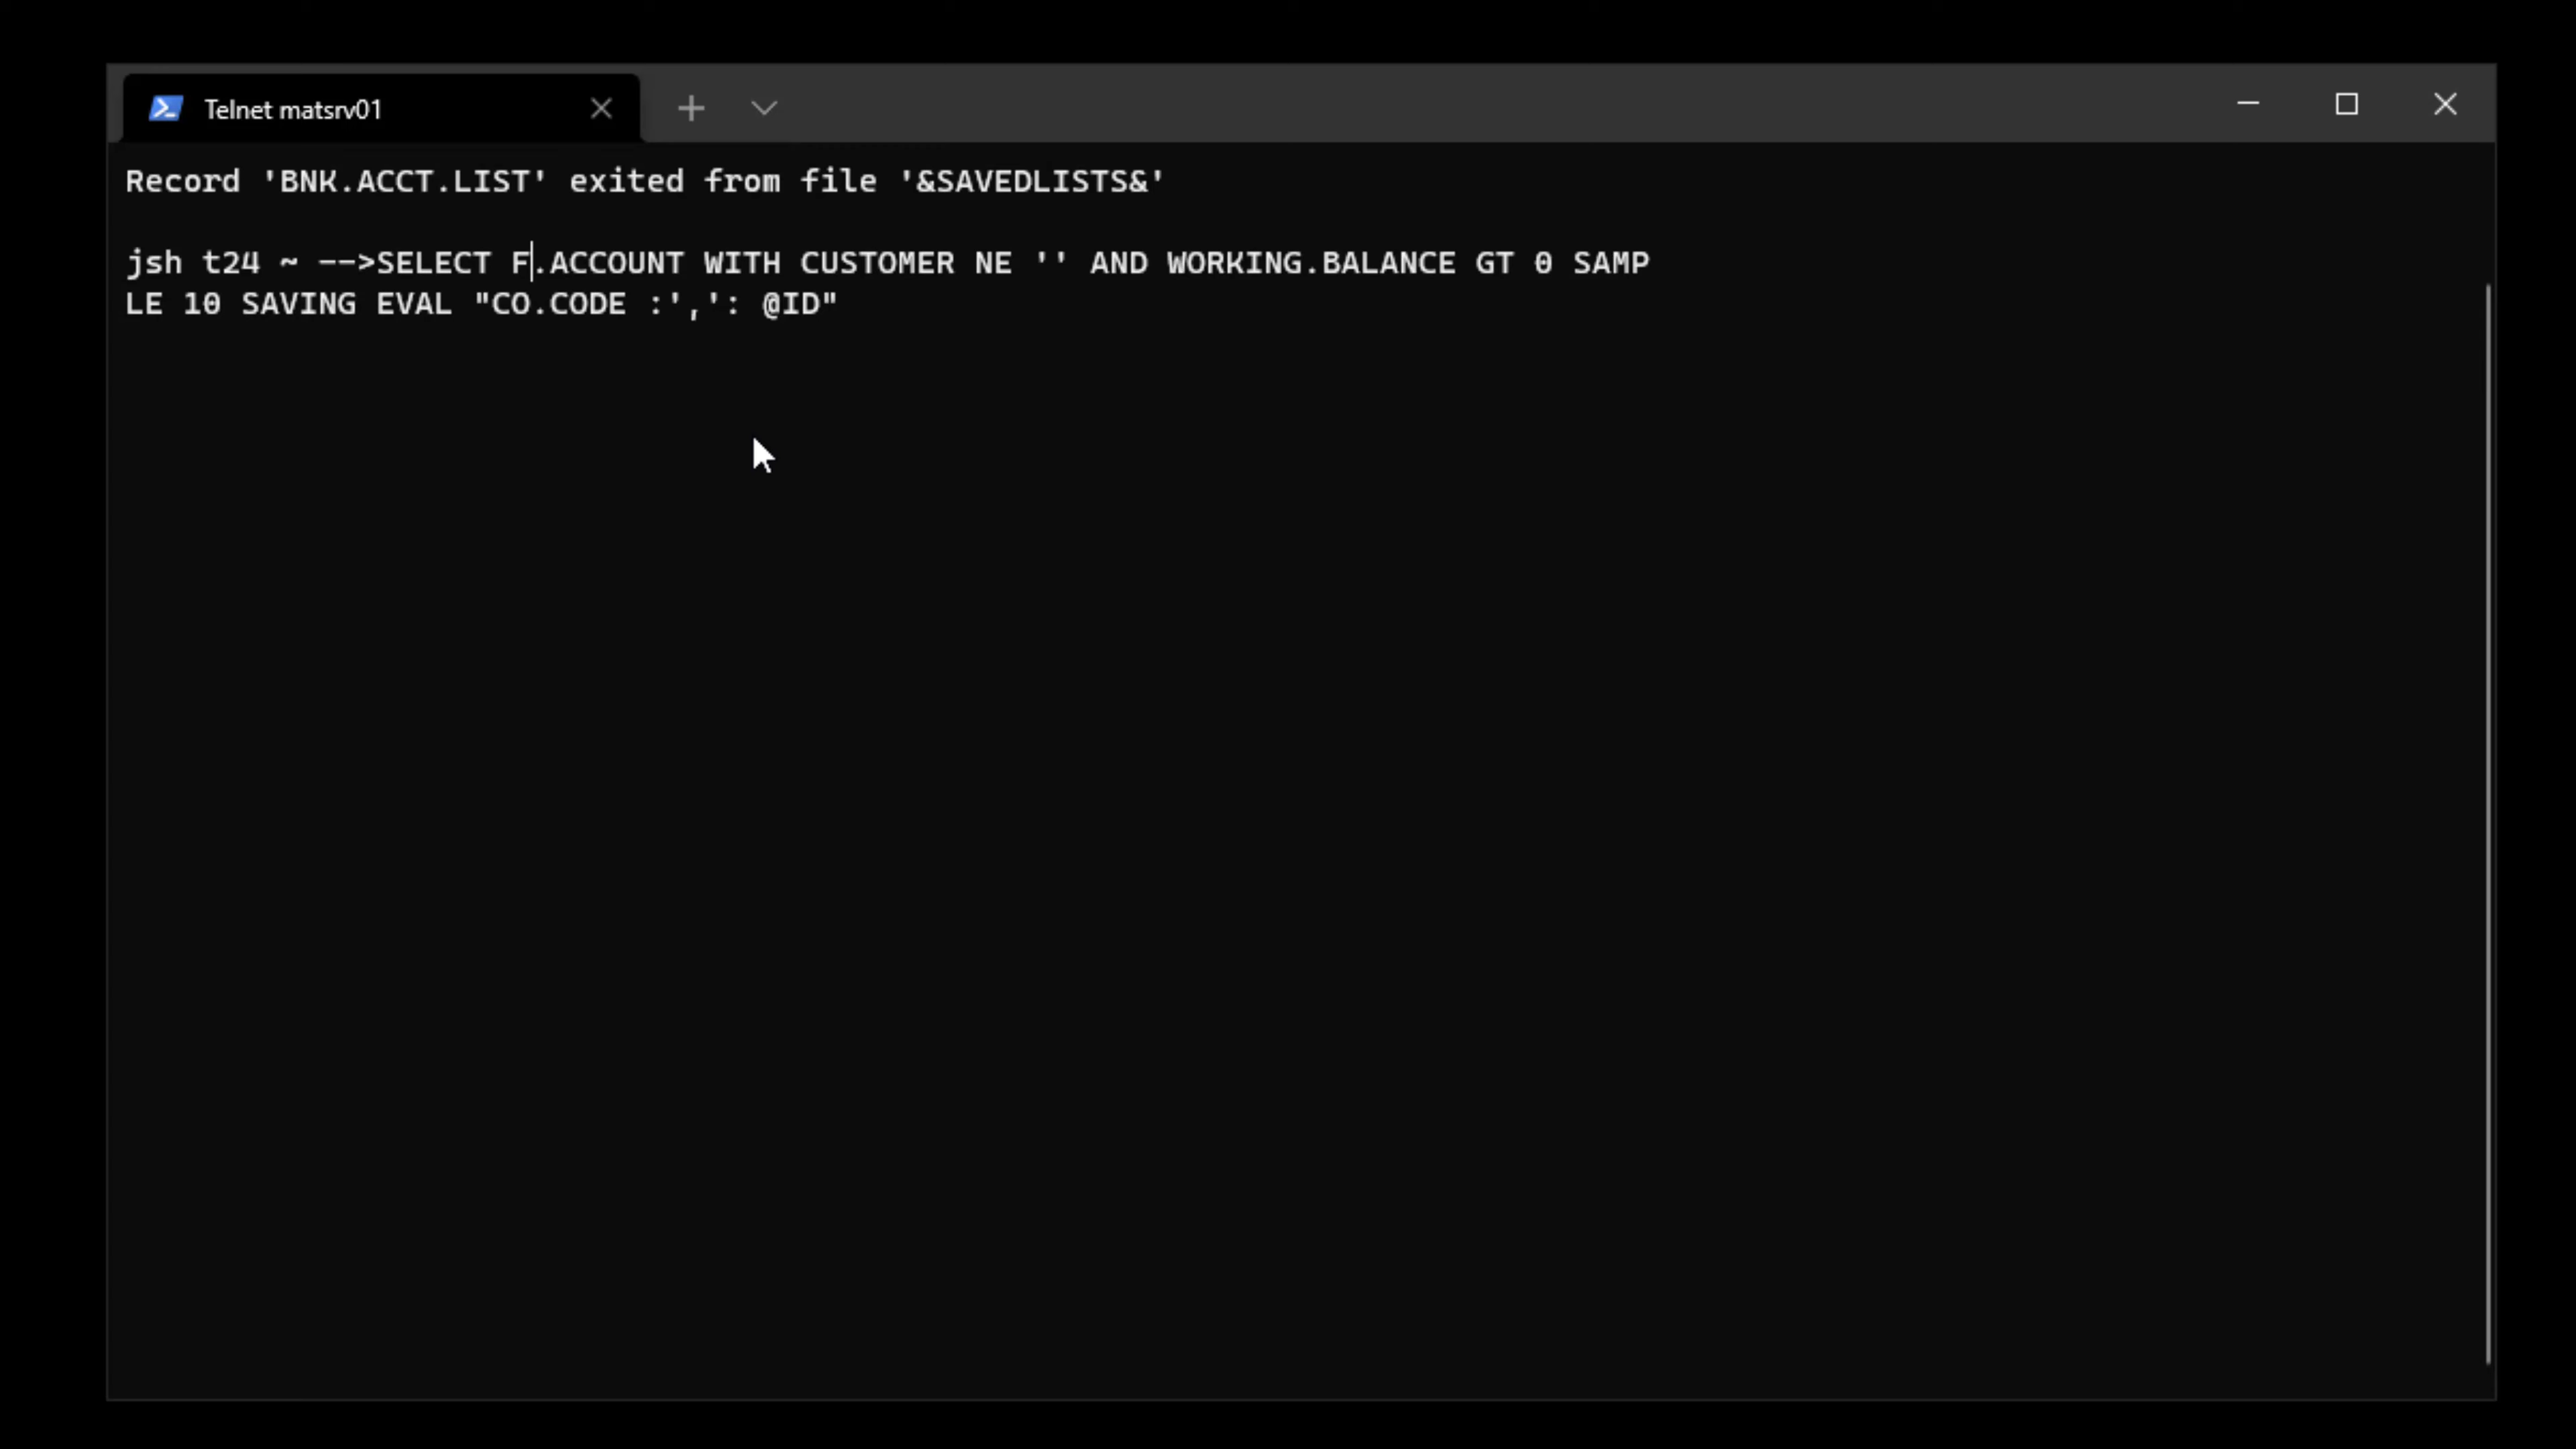 Telnet matsrv01
Record 'BNK.ACCT.LIST' exited from file '&SAVEDLISTS&'
jsh t24 ~ -->SELECT F.ACCOUNT WITH CUSTOMER NE '' AND WORKING.BALANCE GT 0 SAMP
LE 10 SAVING EVAL "CO.CODE :',': @ID"